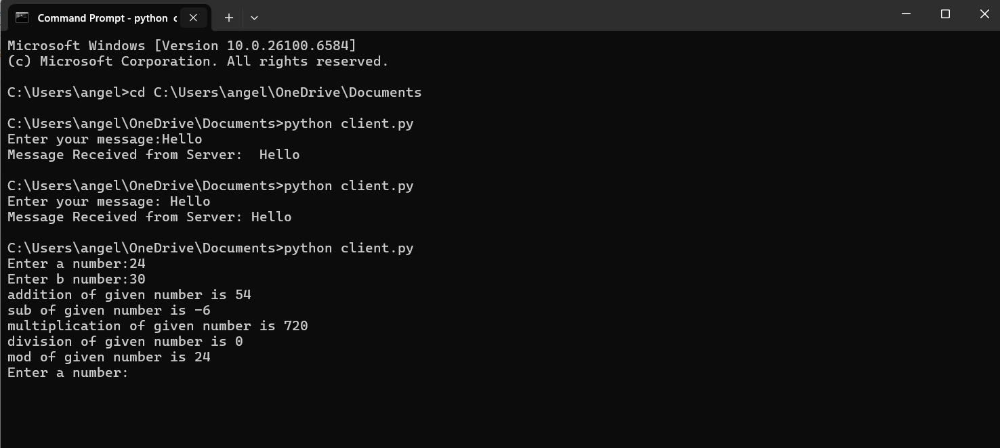 Command Prompt - python c
Microsoft Windows [Version 10.0.26100.6584]
(c) Microsoft Corporation. All rights reserved.
C:\Users\angel>cd C:\Users\angel\OneDrive\Documents
C:\Users\angel\OneDrive\Documents>python client.py
Enter your message:Hello
Message Received from Server:  Hello
C:\Users\angel\OneDrive\Documents>python client.py
Enter your message: Hello
Message Received from Server: Hello
C:\Users\angel\OneDrive\Documents>python client.py
Enter a number:24
Enter b number:30
addition of given number is 54
sub of given number is -6
multiplication of given number is 720
division of given number is 0
mod of given number is 24
Enter a number: